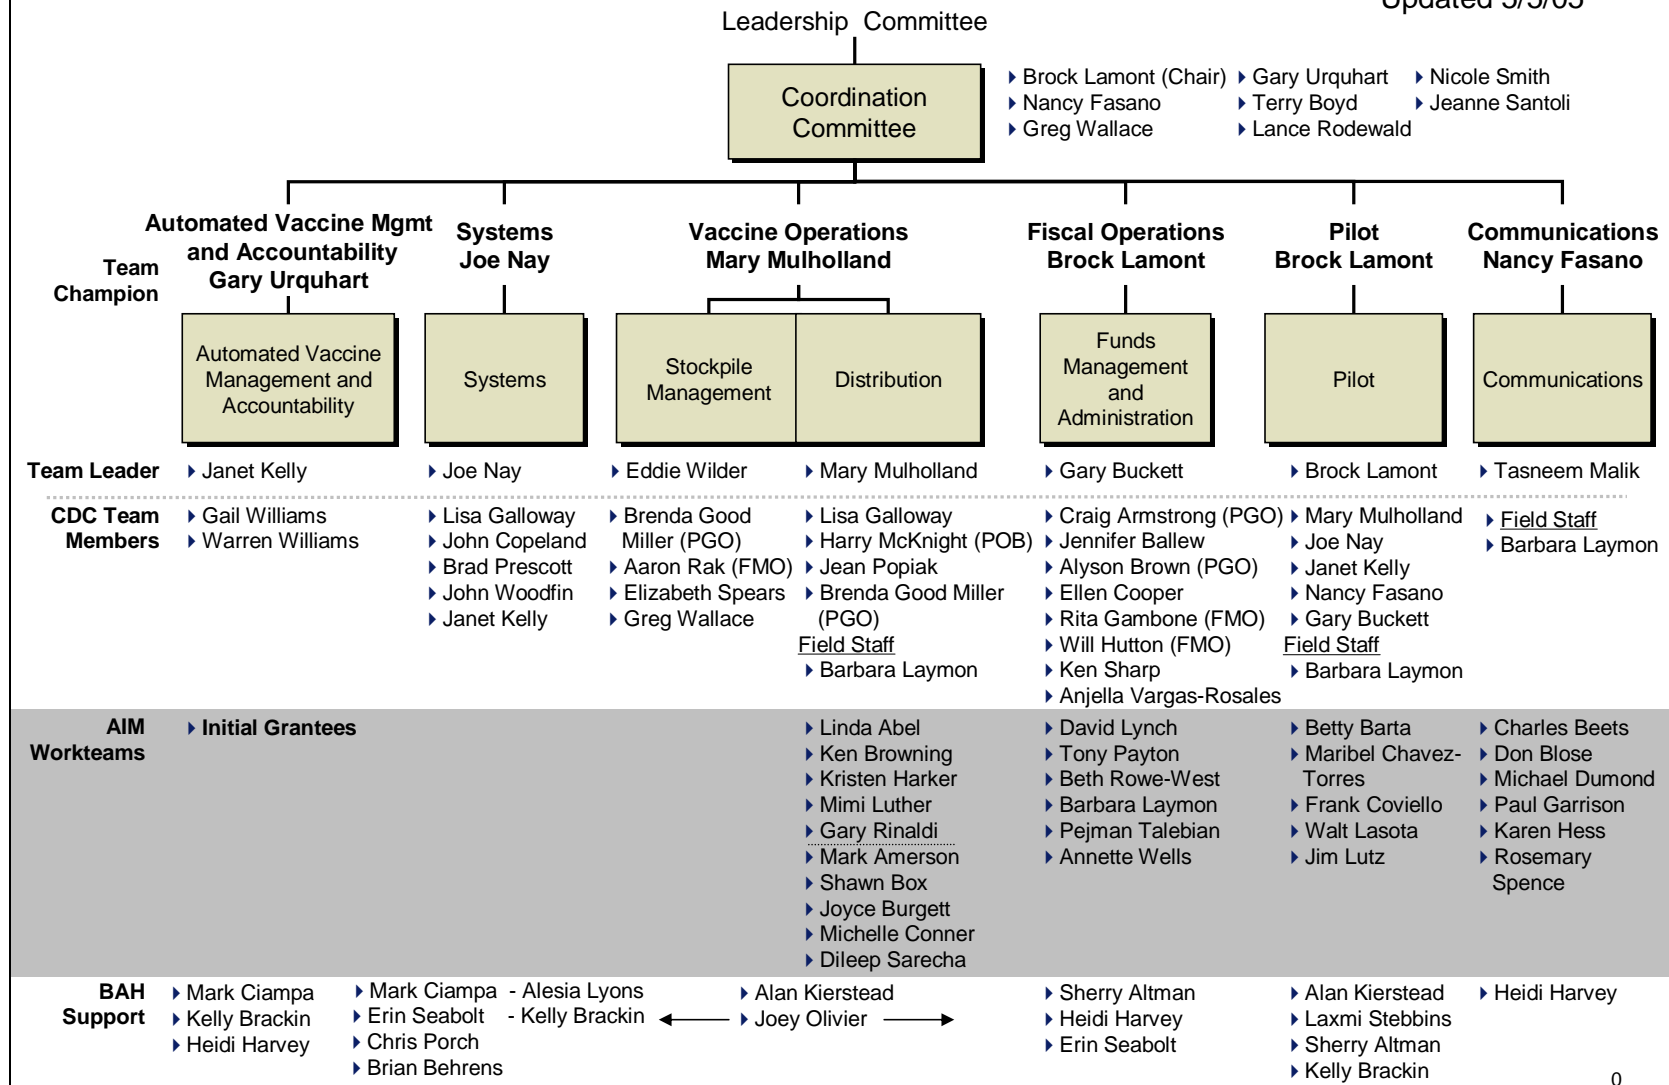 Updated 5/5/05
Leadership Committee
Coordination
Committee
Brock Lamont (Chair)
Nancy Fasano
Greg Wallace
Gary Urquhart
Terry Boyd
Lance Rodewald
Nicole Smith
Jeanne Santoli
Team
Champion
Automated Vaccine Mgmt
and Accountability
Gary Urquhart
Systems
Joe Nay
Vaccine Operations
Mary Mulholland
Fiscal Operations
Brock Lamont
Pilot
Brock Lamont
Communications
Nancy Fasano
Automated Vaccine
Management and
Accountability
Systems
Stockpile
Management
Distribution
Funds
Management
and
Administration
Pilot
Communications
Team Leader
Janet Kelly
Joe Nay
Eddie Wilder
Mary Mulholland
Gary Buckett
Brock Lamont
Tasneem Malik
CDC Team
Members
Gail Williams
Warren Williams
Lisa Galloway
John Copeland
Brad Prescott
John Woodfin
Janet Kelly
Brenda Good
Miller (PGO)
Aaron Rak (FMO)
Elizabeth Spears
Greg Wallace
Lisa Galloway
Harry McKnight (POB)
Jean Popiak
Brenda Good Miller
(PGO)
Field Staff
Barbara Laymon
Craig Armstrong (PGO)
Jennifer Ballew
Alyson Brown (PGO)
Ellen Cooper
Rita Gambone (FMO)
Will Hutton (FMO)
Ken Sharp
Anjella Vargas-Rosales
Mary Mulholland
Joe Nay
Janet Kelly
Nancy Fasano
Gary Buckett
Field Staff
Barbara Laymon
Field Staff
Barbara Laymon
AIM
Workteams
Initial Grantees
Linda Abel
Ken Browning
Kristen Harker
Mimi Luther
Gary Rinaldi
Mark Amerson
Shawn Box
Joyce Burgett
Michelle Conner
Dileep Sarecha
David Lynch
Tony Payton
Beth Rowe-West
Barbara Laymon
Pejman Talebian
Annette Wells
Betty Barta
Maribel Chavez-
Torres
Frank Coviello
Walt Lasota
Jim Lutz
Charles Beets
Don Blose
Michael Dumond
Paul Garrison
Karen Hess
Rosemary
Spence
BAH
Support
Mark Ciampa
Kelly Brackin
Heidi Harvey
Mark Ciampa - Alesia Lyons
Erin Seabolt - Kelly Brackin
Chris Porch
Brian Behrens
Alan Kierstead
Joey Olivier
Sherry Altman
Heidi Harvey
Erin Seabolt
Alan Kierstead
Laxmi Stebbins
Sherry Altman
Kelly Brackin
Heidi Harvey
0